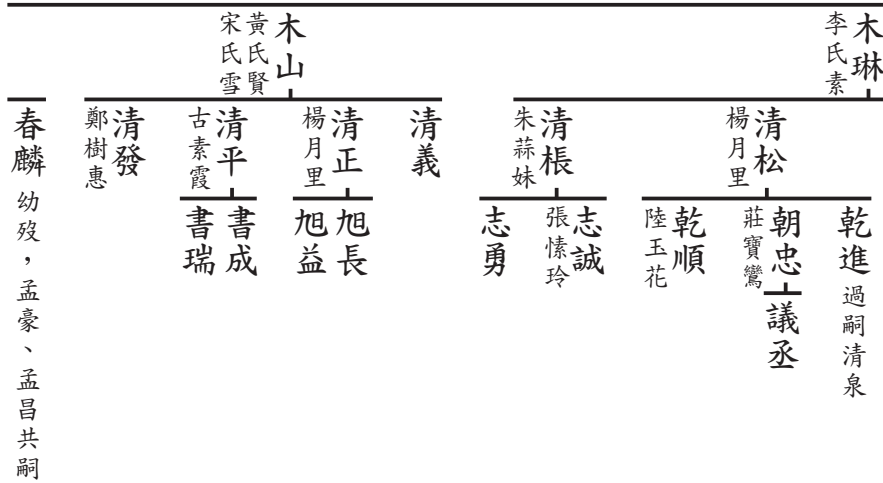 木琳
李氏素
木山
黃氏賢
宋氏雪
清松
楊月里
清棖
朱蒜妹
清義
清正
楊月里
清平
古素霞
清發
鄭樹惠
春麟 幼歿，孟豪、孟昌共嗣
乾進 過嗣清泉
朝忠
莊寶鸞
乾順
陸玉花
志誠
張愫玲
志勇
旭長
旭益
書成
書瑞
議丞